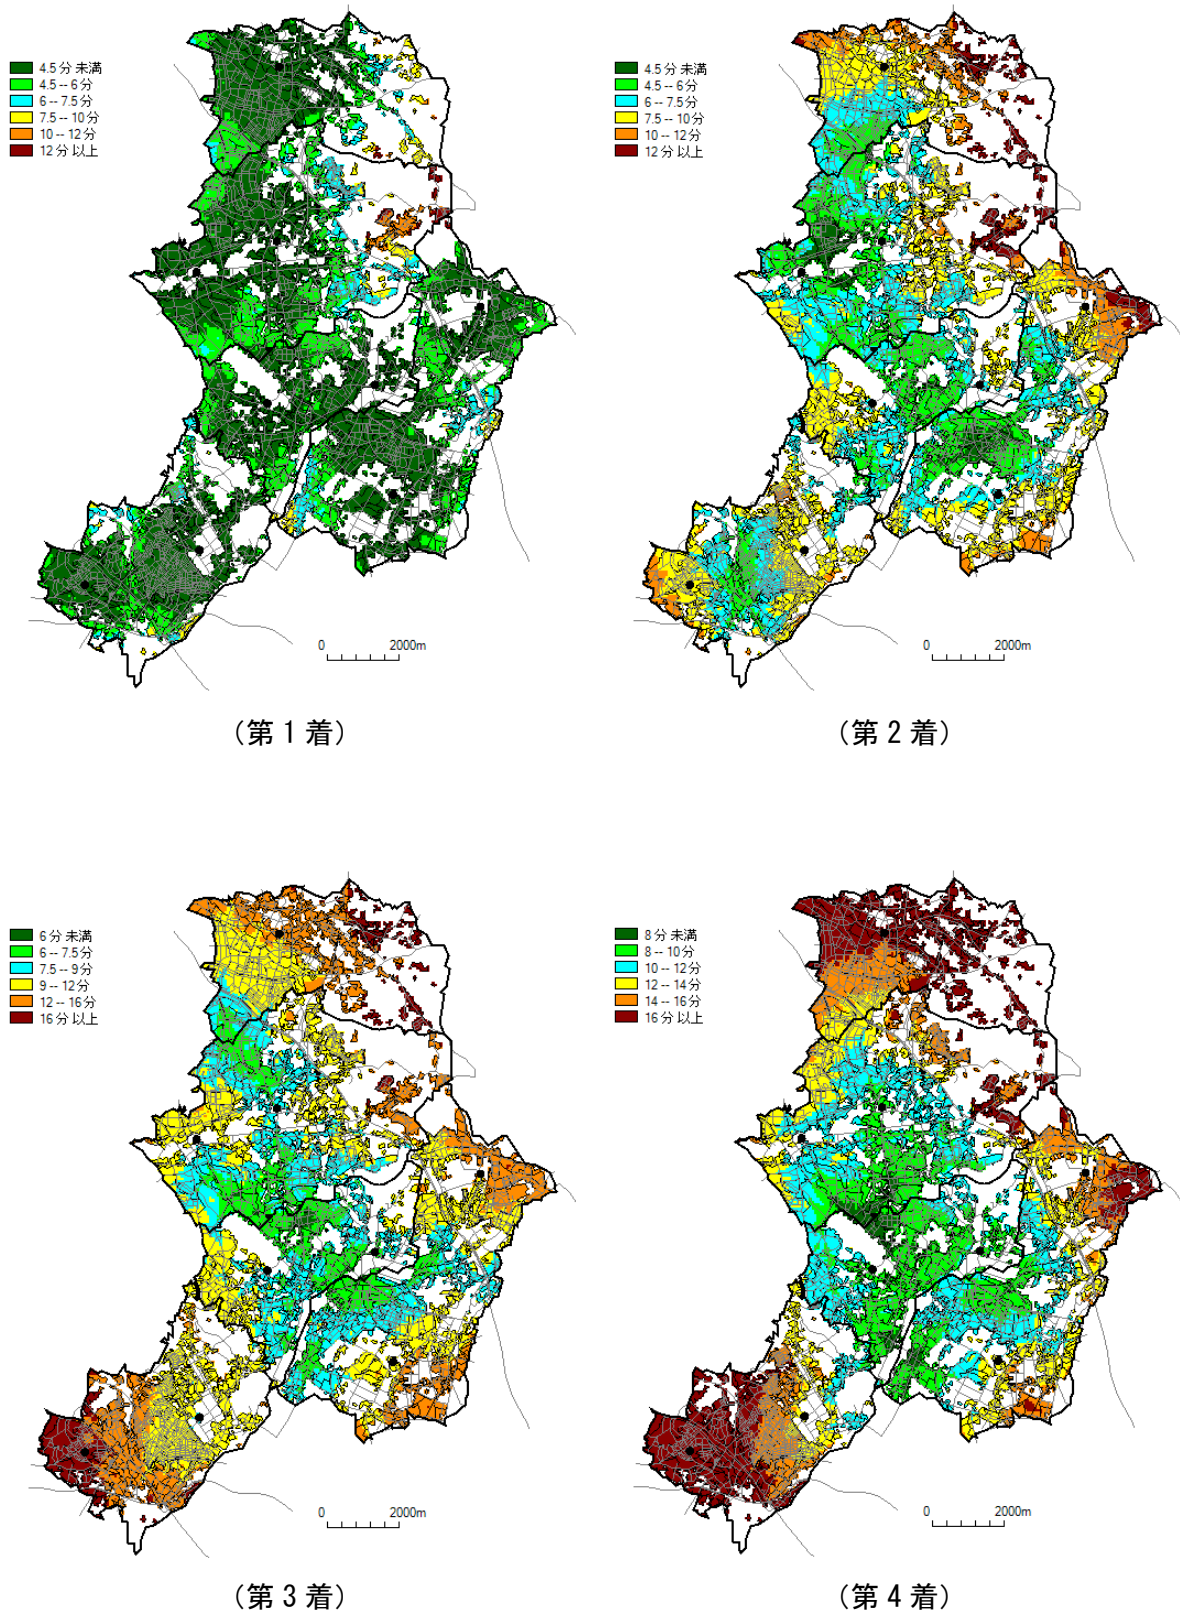 4.5分 未満
4.5 -- 6分
6 -- 7.5分
7.5 -- 10分
10 -- 12分
12分 以上
0 2000m
（第１着）
4.5分 未満
4.5 -- 6分
6 -- 7.5分
7.5 -- 10分
10 -- 12分
12分 以上
0 2000m
（第２着）
6分 未満
6 -- 7.5分
7.5 -- 9分
9 -- 12分
12 -- 16分
16分 以上
0 2000m
（第３着）
8分 未満
8 -- 10分
10 -- 12分
12 -- 14分
14 -- 16分
16分 以上
0 2000m
（第４着）